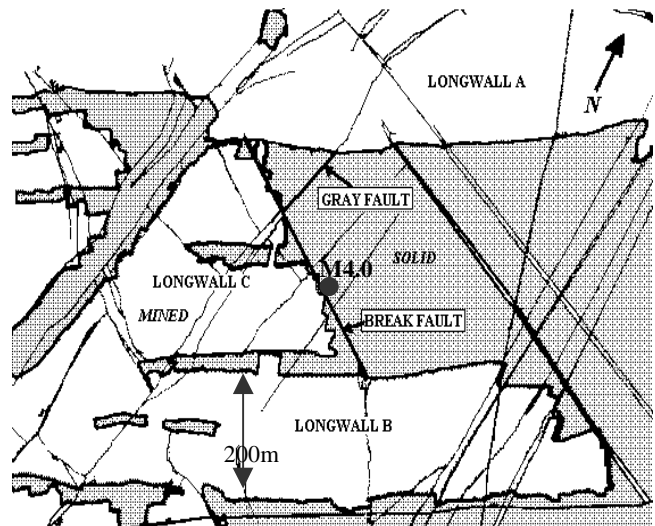 LONGWALL A
N
GRAY FAULT
SOLID
LONGWALL C
M4.0
MINED
BREAK FAULT
LONGWALL B
200m